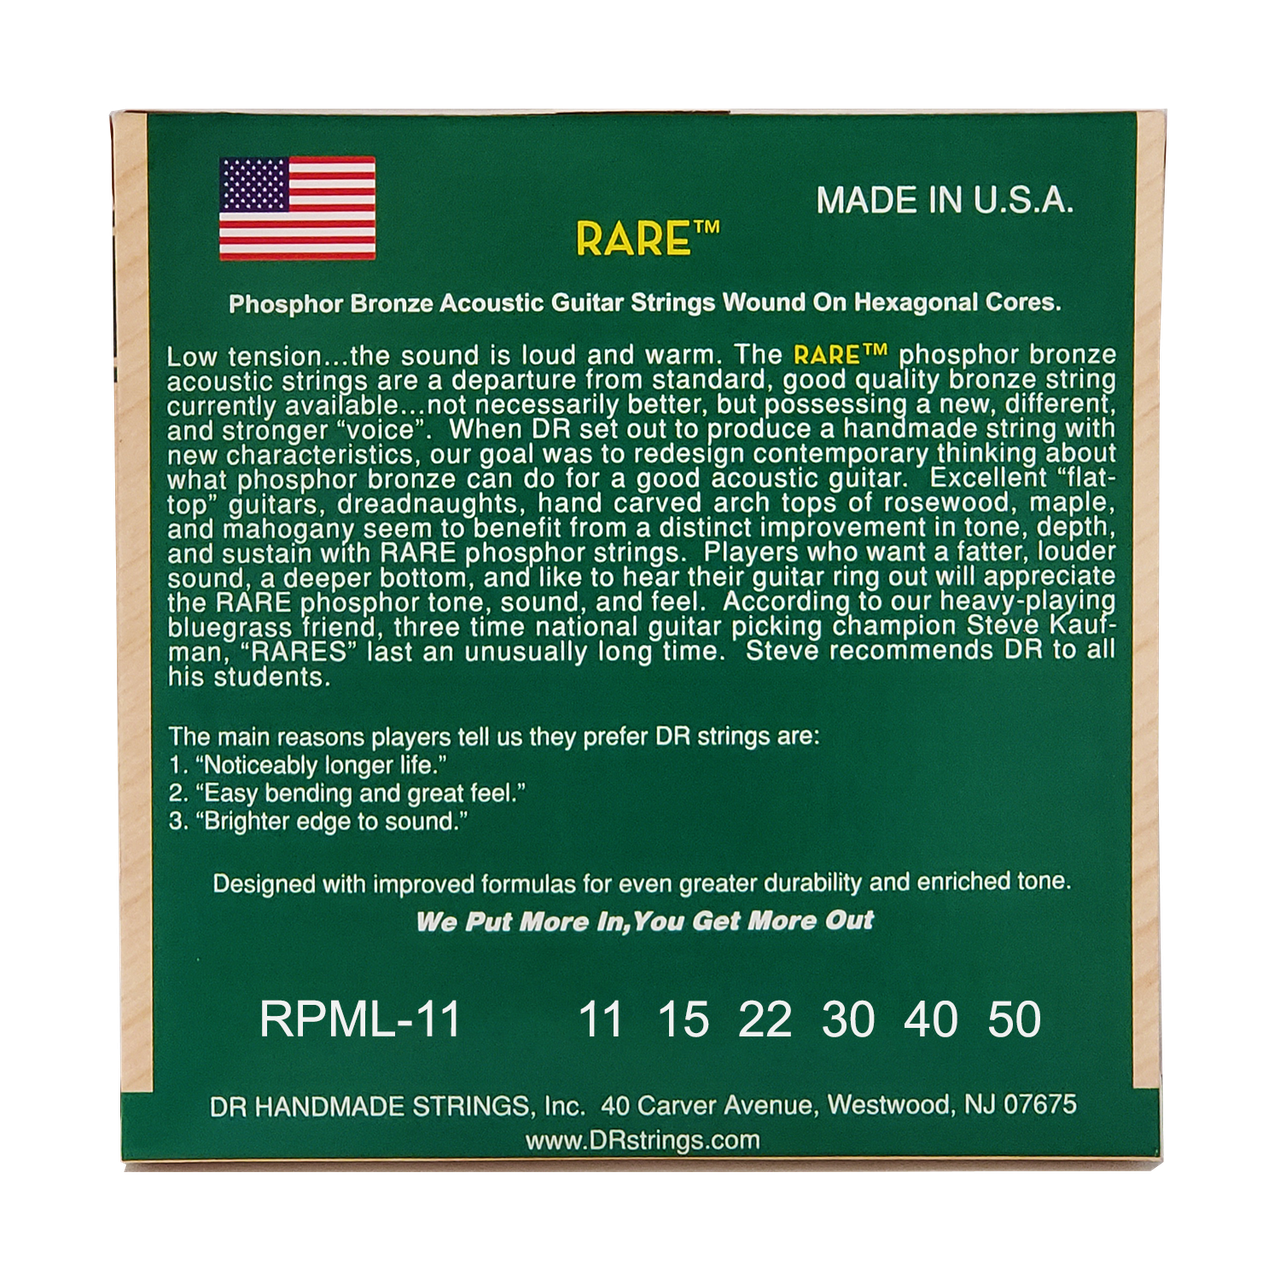 MADE IN U.S.A.
RARE™
Phosphor Bronze Acoustic Guitar Strings Wound On Hexagonal Cores.
Low tension...the sound is loud and warm. The RARE™ phosphor bronze
acoustic strings are a departure from standard, good quality bronze string
currently available...not necessarily better, but possessing a new, different,
and stronger “voice”. When DR set out to produce a handmade string with
new characteristics, our goal was to redesign contemporary thinking about
what phosphor bronze can do for a good acoustic guitar. Excellent “flat-
top” guitars, dreadnaughts, hand carved arch tops of rosewood, maple,
and mahogany seem to benefit from a distinct improvement in tone, depth,
and sustain with RARE phosphor strings. Players who want a fatter, louder
sound, a deeper bottom, and like to hear their guitar ring out will appreciate
the RARE phosphor tone, sound, and feel. According to our heavy-playing
bluegrass friend, three time national guitar picking champion Steve Kauf-
man, “RARES” last an unusually long time. Steve recommends DR to all
his students.
The main reasons players tell us they prefer DR strings are:
1. “Noticeably longer life.”
2. “Easy bending and great feel.”
3. “Brighter edge to sound.”
Designed with improved formulas for even greater durability and enriched tone.
We Put More In,You Get More Out
RPML-11 11 15 22 30 40 50
DR HANDMADE STRINGS, Inc. 40 Carver Avenue, Westwood, NJ 07675
www.DRstrings.com